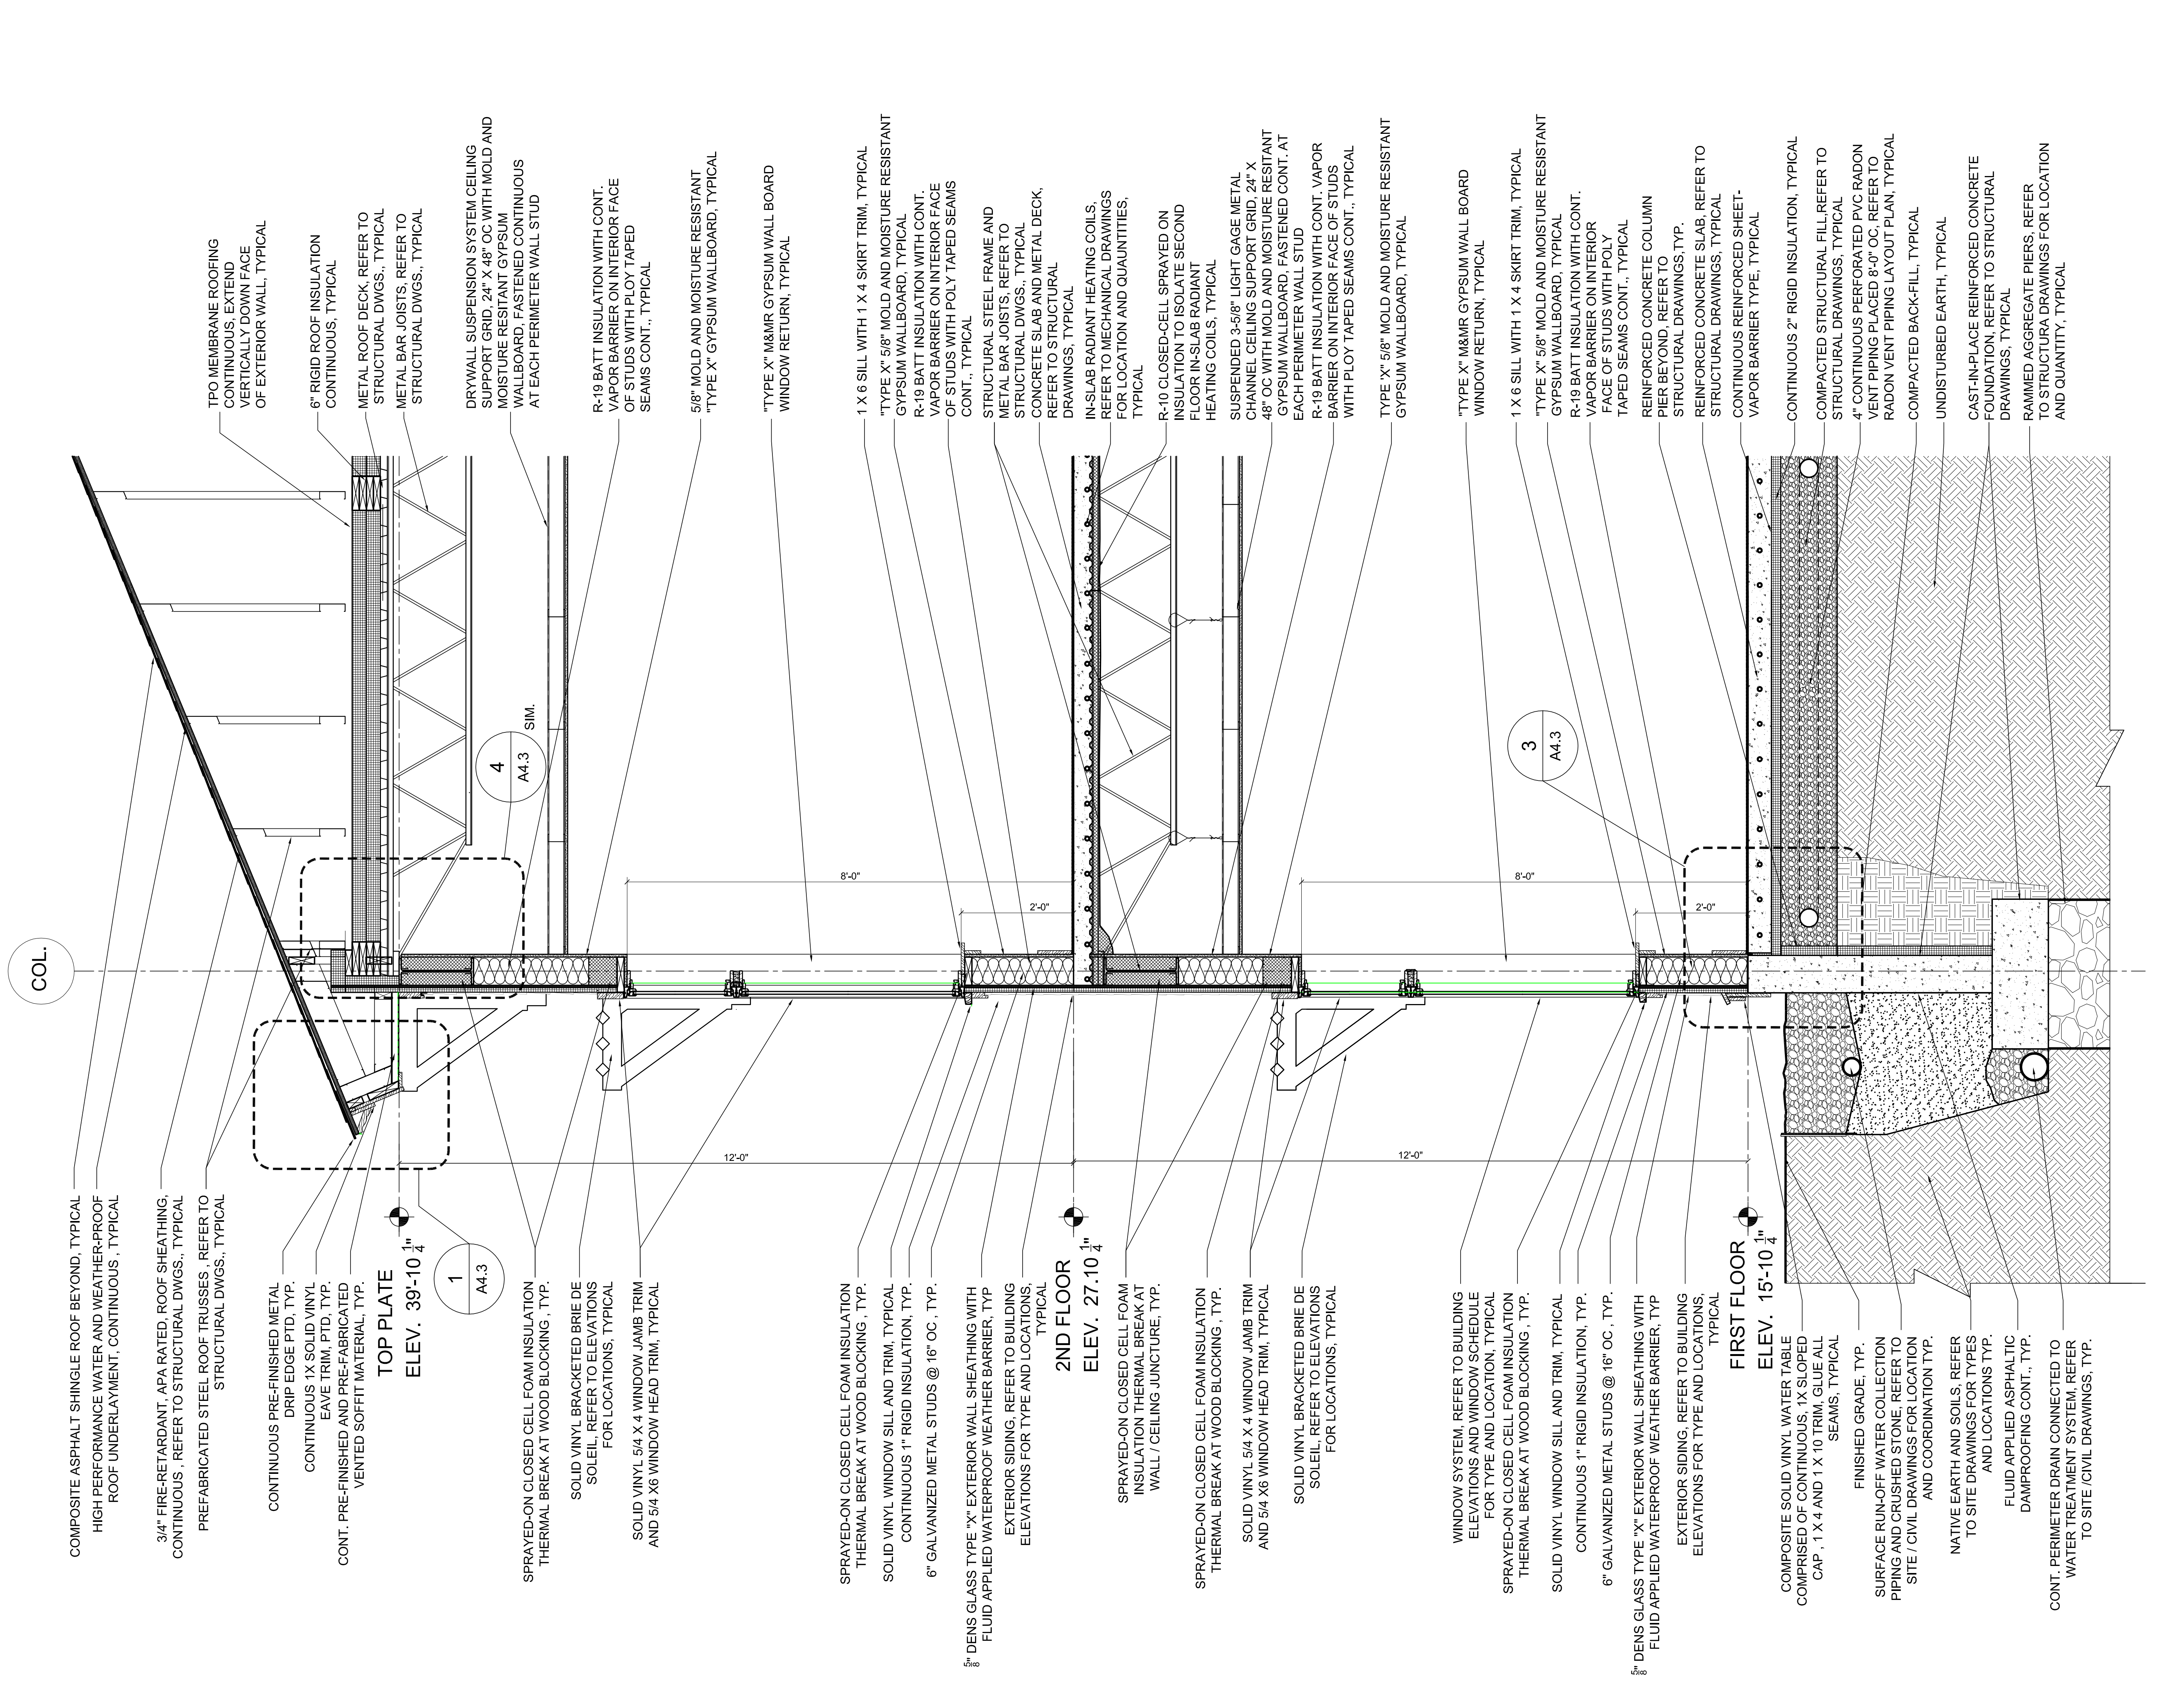 COL.
COMPOSITE ASPHALT SHINGLE ROOF BEYOND, TYPICAL
HIGH PERFORMANCE WATER AND WEATHER-PROOF
ROOF UNDERLAYMENT, CONTINUOUS , TYPICAL
3/4" FIRE-RETARDANT, APA RATED, ROOF SHEATHING,
CONTINUOUS , REFER TO STRUCTURAL DWGS., TYPICAL
PREFABRICATED STEEL ROOF TRUSSES , REFER TO
STRUCTURAL DWGS., TYPICAL
CONTINUOUS PRE-FINISHED METAL
DRIP EDGE PTD, TYP.
CONTINUOUS 1X SOLID VINYL
EAVE TRIM, PTD, TYP.
CONT. PRE-FINISHED AND PRE-FABRICATED
VENTED SOFFIT MATERIAL, TYP.
TOP PLATE
ELEV. 39'-10 1/4"
1
A4.3
SPRAYED-ON CLOSED CELL FOAM INSULATION
THERMAL BREAK AT WOOD BLOCKING , TYP.
SOLID VINYL BRACKETED BRIE DE
SOLEIL, REFER TO ELEVATIONS
FOR LOCATIONS, TYPICAL
SOLID VINYL 5/4 X 4 WINDOW JAMB TRIM
AND 5/4 X6 WINDOW HEAD TRIM, TYPICAL
SPRAYED-ON CLOSED CELL FOAM INSULATION
THERMAL BREAK AT WOOD BLOCKING , TYP.
SOLID VINYL WINDOW SILL AND TRIM, TYPICAL
CONTINUOUS 1" RIGID INSULATION, TYP.
6" GALVANIZED METAL STUDS @ 16" OC , TYP.
5/8" DENS GLASS TYPE "X" EXTERIOR WALL SHEATHING WITH
FLUID APPLIED WATERPROOF WEATHER BARRIER, TYP
EXTERIOR SIDING, REFER TO BUILDING
ELEVATIONS FOR TYPE AND LOCATIONS,
TYPICAL
2ND FLOOR
ELEV. 27.10 1/4"
SPRAYED-ON CLOSED CELL FOAM
INSULATION THERMAL BREAK AT
WALL / CEILING JUNCTURE, TYP.
SPRAYED-ON CLOSED CELL FOAM INSULATION
THERMAL BREAK AT WOOD BLOCKING , TYP.
SOLID VINYL 5/4 X 4 WINDOW JAMB TRIM
AND 5/4 X6 WINDOW HEAD TRIM, TYPICAL
SOLID VINYL BRACKETED BRIE DE
SOLEIL, REFER TO ELEVATIONS
FOR LOCATIONS, TYPICAL
WINDOW SYSTEM, REFER TO BUILDING
ELEVATIONS AND WINDOW SCHEDULE
FOR TYPE AND LOCATION, TYPICAL
SPRAYED-ON CLOSED CELL FOAM INSULATION
THERMAL BREAK AT WOOD BLOCKING , TYP.
SOLID VINYL WINDOW SILL AND TRIM, TYPICAL
CONTINUOUS 1" RIGID INSULATION, TYP.
6" GALVANIZED METAL STUDS @ 16" OC , TYP.
5/8" DENS GLASS TYPE "X" EXTERIOR WALL SHEATHING WITH
FLUID APPLIED WATERPROOF WEATHER BARRIER, TYP
EXTERIOR SIDING, REFER TO BUILDING
ELEVATIONS FOR TYPE AND LOCATIONS,
TYPICAL
FIRST FLOOR
ELEV. 15'-10 1/4"
COMPOSITE SOLID VINYL WATER TABLE
COMPRISED OF CONTINUOUS, 1X SLOPED
CAP , 1 X 4 AND 1 X 10 TRIM, GLUE ALL
SEAMS, TYPICAL
FINISHED GRADE, TYP.
SURFACE RUN-OFF WATER COLLECTION
PIPING AND CRUSHED STONE, REFER TO
SITE / CIVIL DRAWINGS FOR LOCATION
AND COORDINATION TYP.
NATIVE EARTH AND SOILS, REFER
TO SITE DRAWINGS FOR TYPES
AND LOCATIONS TYP.
FLUID APPLIED ASPHALTIC
DAMPROOFING CONT., TYP.
CONT. PERIMETER DRAIN CONNECTED TO
WATER TREATMENT SYSTEM, REFER
TO SITE /CIVIL DRAWINGS, TYP.
12'-0"
12'-0"
8'-0"
2'-0"
8'-0"
2'-0"
4
A4.3
SIM.
3
A4.3
TPO MEMBRANE ROOFING
CONTINUOUS, EXTEND
VERTICALLY DOWN FACE
OF EXTERIOR WALL, TYPICAL
6" RIGID ROOF INSULATION
CONTINUOUS, TYPICAL
METAL ROOF DECK, REFER TO
STRUCTURAL DWGS., TYPICAL
METAL BAR JOISTS, REFER TO
STRUCTURAL DWGS., TYPICAL
DRYWALL SUSPENSION SYSTEM CEILING
SUPPORT GRID, 24" X 48" OC WITH MOLD AND
MOISTURE RESITANT GYPSUM
WALLBOARD, FASTENED CONTINUOUS
AT EACH PERIMETER WALL STUD
R-19 BATT INSULATION WITH CONT.
VAPOR BARRIER ON INTERIOR FACE
OF STUDS WITH PLOY TAPED
SEAMS CONT., TYPICAL
5/8" MOLD AND MOISTURE RESISTANT
"TYPE X" GYPSUM WALLBOARD, TYPICAL
"TYPE X" M&MR GYPSUM WALL BOARD
WINDOW RETURN, TYPICAL
1 X 6 SILL WITH 1 X 4 SKIRT TRIM, TYPICAL
"TYPE X" 5/8" MOLD AND MOISTURE RESISTANT
GYPSUM WALLBOARD, TYPICAL
R-19 BATT INSULATION WITH CONT.
VAPOR BARRIER ON INTERIOR FACE
OF STUDS WITH POLY TAPED SEAMS
CONT., TYPICAL
STRUCTURAL STEEL FRAME AND
METAL BAR JOISTS, REFER TO
STRUCTURAL DWGS., TYPICAL
CONCRETE SLAB AND METAL DECK,
REFER TO STRUCTURAL
DRAWINGS, TYPICAL
IN-SLAB RADIANT HEATING COILS,
REFER TO MECHANICAL DRAWINGS
FOR LOCATION AND QUAUNTITIES,
TYPICAL
R-10 CLOSED-CELL SPRAYED ON
INSULATION TO ISOLATE SECOND
FLOOR IN-SLAB RADIANT
HEATING COILS, TYPICAL
SUSPENDED 3-5/8" LIGHT GAGE METAL
CHANNEL CEILING SUPPORT GRID, 24" X
48" OC WITH MOLD AND MOISTURE RESITANT
GYPSUM WALLBOARD, FASTENED CONT. AT
EACH PERIMETER WALL STUD
R-19 BATT INSULATION WITH CONT. VAPOR
BARRIER ON INTERIOR FACE OF STUDS
WITH PLOY TAPED SEAMS CONT., TYPICAL
TYPE 'X" 5/8" MOLD AND MOISTURE RESISTANT
GYPSUM WALLBOARD, TYPICAL
"TYPE X" M&MR GYPSUM WALL BOARD
WINDOW RETURN, TYPICAL
1 X 6 SILL WITH 1 X 4 SKIRT TRIM, TYPICAL
"TYPE X" 5/8" MOLD AND MOISTURE RESISTANT
GYPSUM WALLBOARD, TYPICAL
R-19 BATT INSULATION WITH CONT.
VAPOR BARRIER ON INTERIOR
FACE OF STUDS WITH POLY
TAPED SEAMS CONT., TYPICAL
REINFORCED CONCRETE COLUMN
PIER BEYOND, REFER TO
STRUCTURAL DRAWINGS,TYP.
REINFORCED CONCRETE SLAB, REFER TO
STRUCTURAL DRAWINGS, TYPICAL
CONTINUOUS REINFORCED SHEET-
VAPOR BARRIER TYPE, TYPICAL
CONTINUOUS 2" RIGID INSULATION, TYPICAL
COMPACTED STRUCTURAL FILL,REFER TO
STRUCTURAL DRAWINGS, TYPICAL
4" CONTINUOUS PERFORATED PVC RADON
VENT PIPING PLACED 8'-0" OC, REFER TO
RADON VENT PIPING LAYOUT PLAN, TYPICAL
COMPACTED BACK-FILL, TYPICAL
UNDISTURBED EARTH, TYPICAL
CAST-IN-PLACE REINFORCED CONCRETE
FOUNDATION, REFER TO STRUCTURAL
DRAWINGS, TYPICAL
RAMMED AGGREGATE PIERS, REFER
TO STRUCTURA DRAWINGS FOR LOCATION
AND QUANTITY, TYPICAL